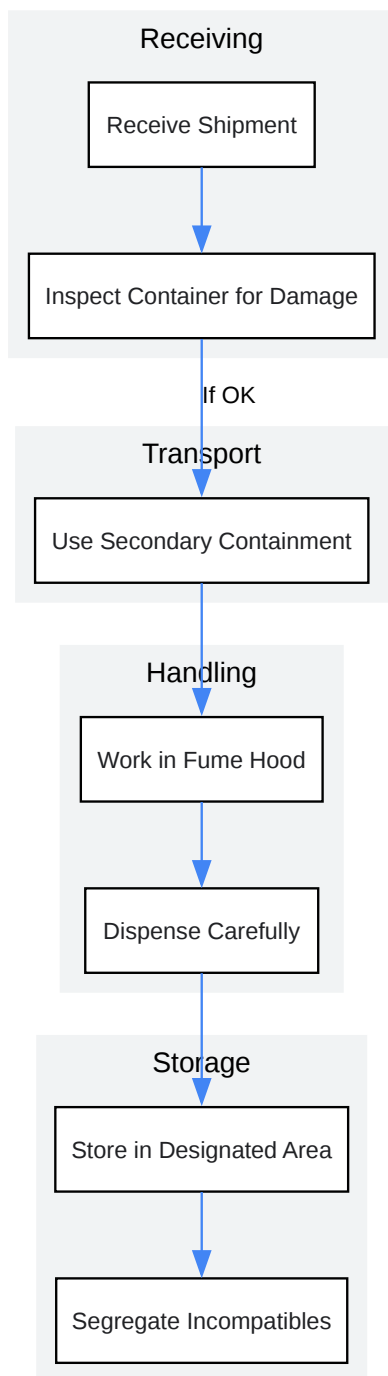 Receiving
Receive Shipment
Inspect Container for Damage
If OK
Transport
Use Secondary Containment
Handling
Work in Fume Hood
Dispense Carefully
Storage
Store in Designated Area
Segregate Incompatibles